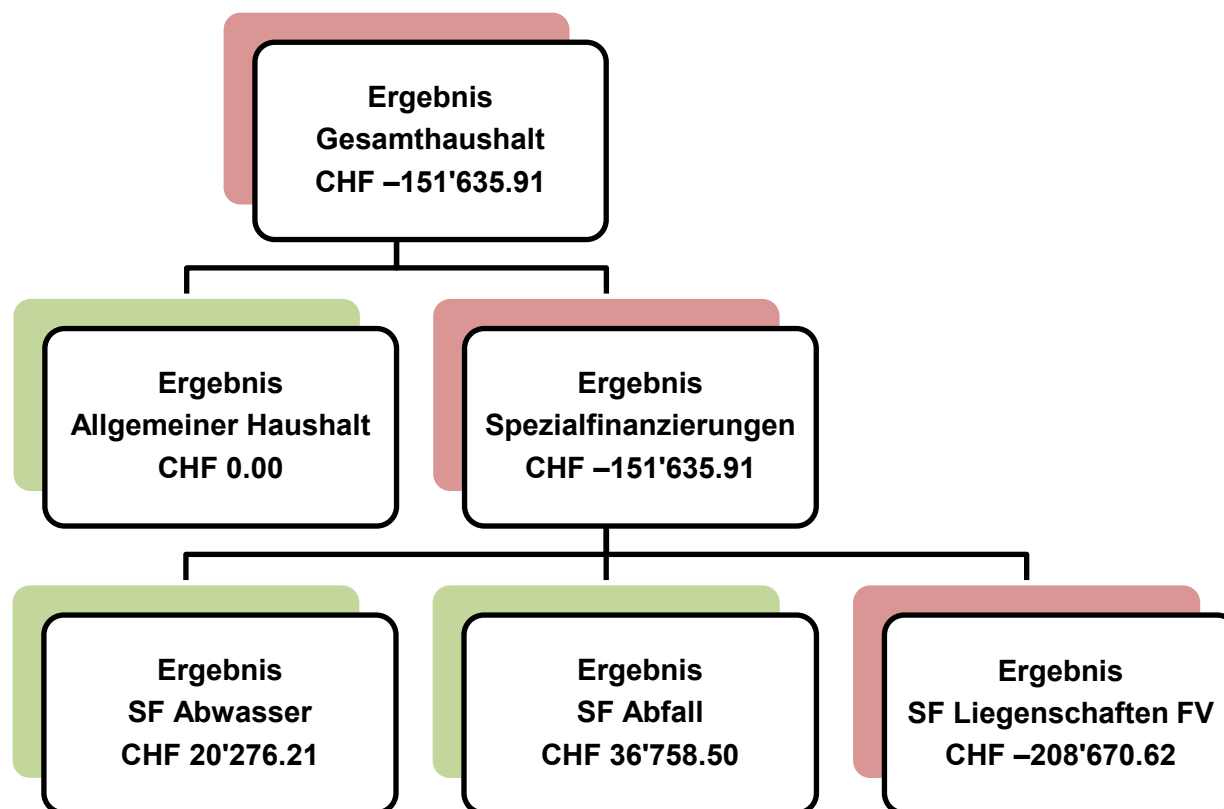 Ergebnis
Gesamthaushalt
CHF –151'635.91
Ergebnis
Allgemeiner Haushalt
CHF 0.00
Ergebnis
Spezialfinanzierungen
CHF –151'635.91
Ergebnis
SF Abwasser
CHF 20'276.21
Ergebnis
SF Abfall
CHF 36'758.50
Ergebnis
SF Liegenschaften FV
CHF –208'670.62